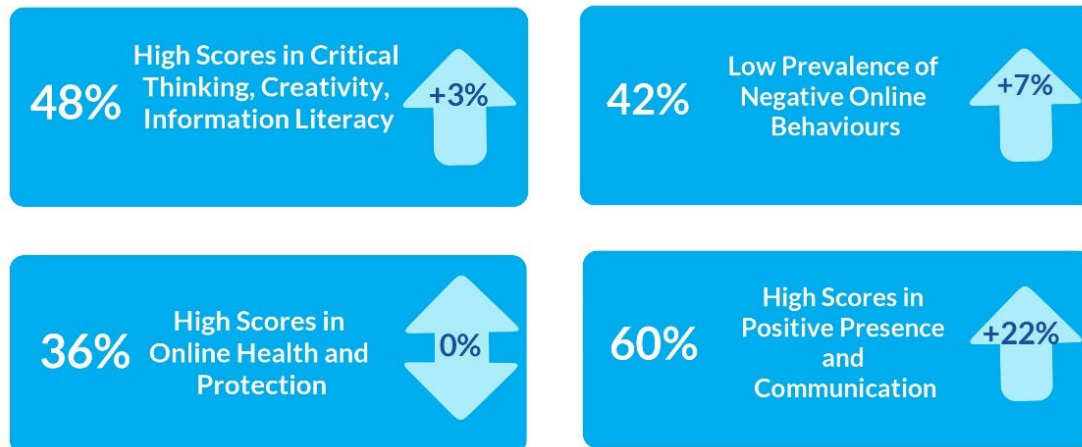 48%
High Scores in Critical
Thinking, Creativity,
Information Literacy
+3%
42%
Low Prevalence of
Negative Online
Behaviours
+7%
36%
High Scores in
Online Health and
Protection
0%
60%
High Scores in
Positive Presence
and
Communication
+22%